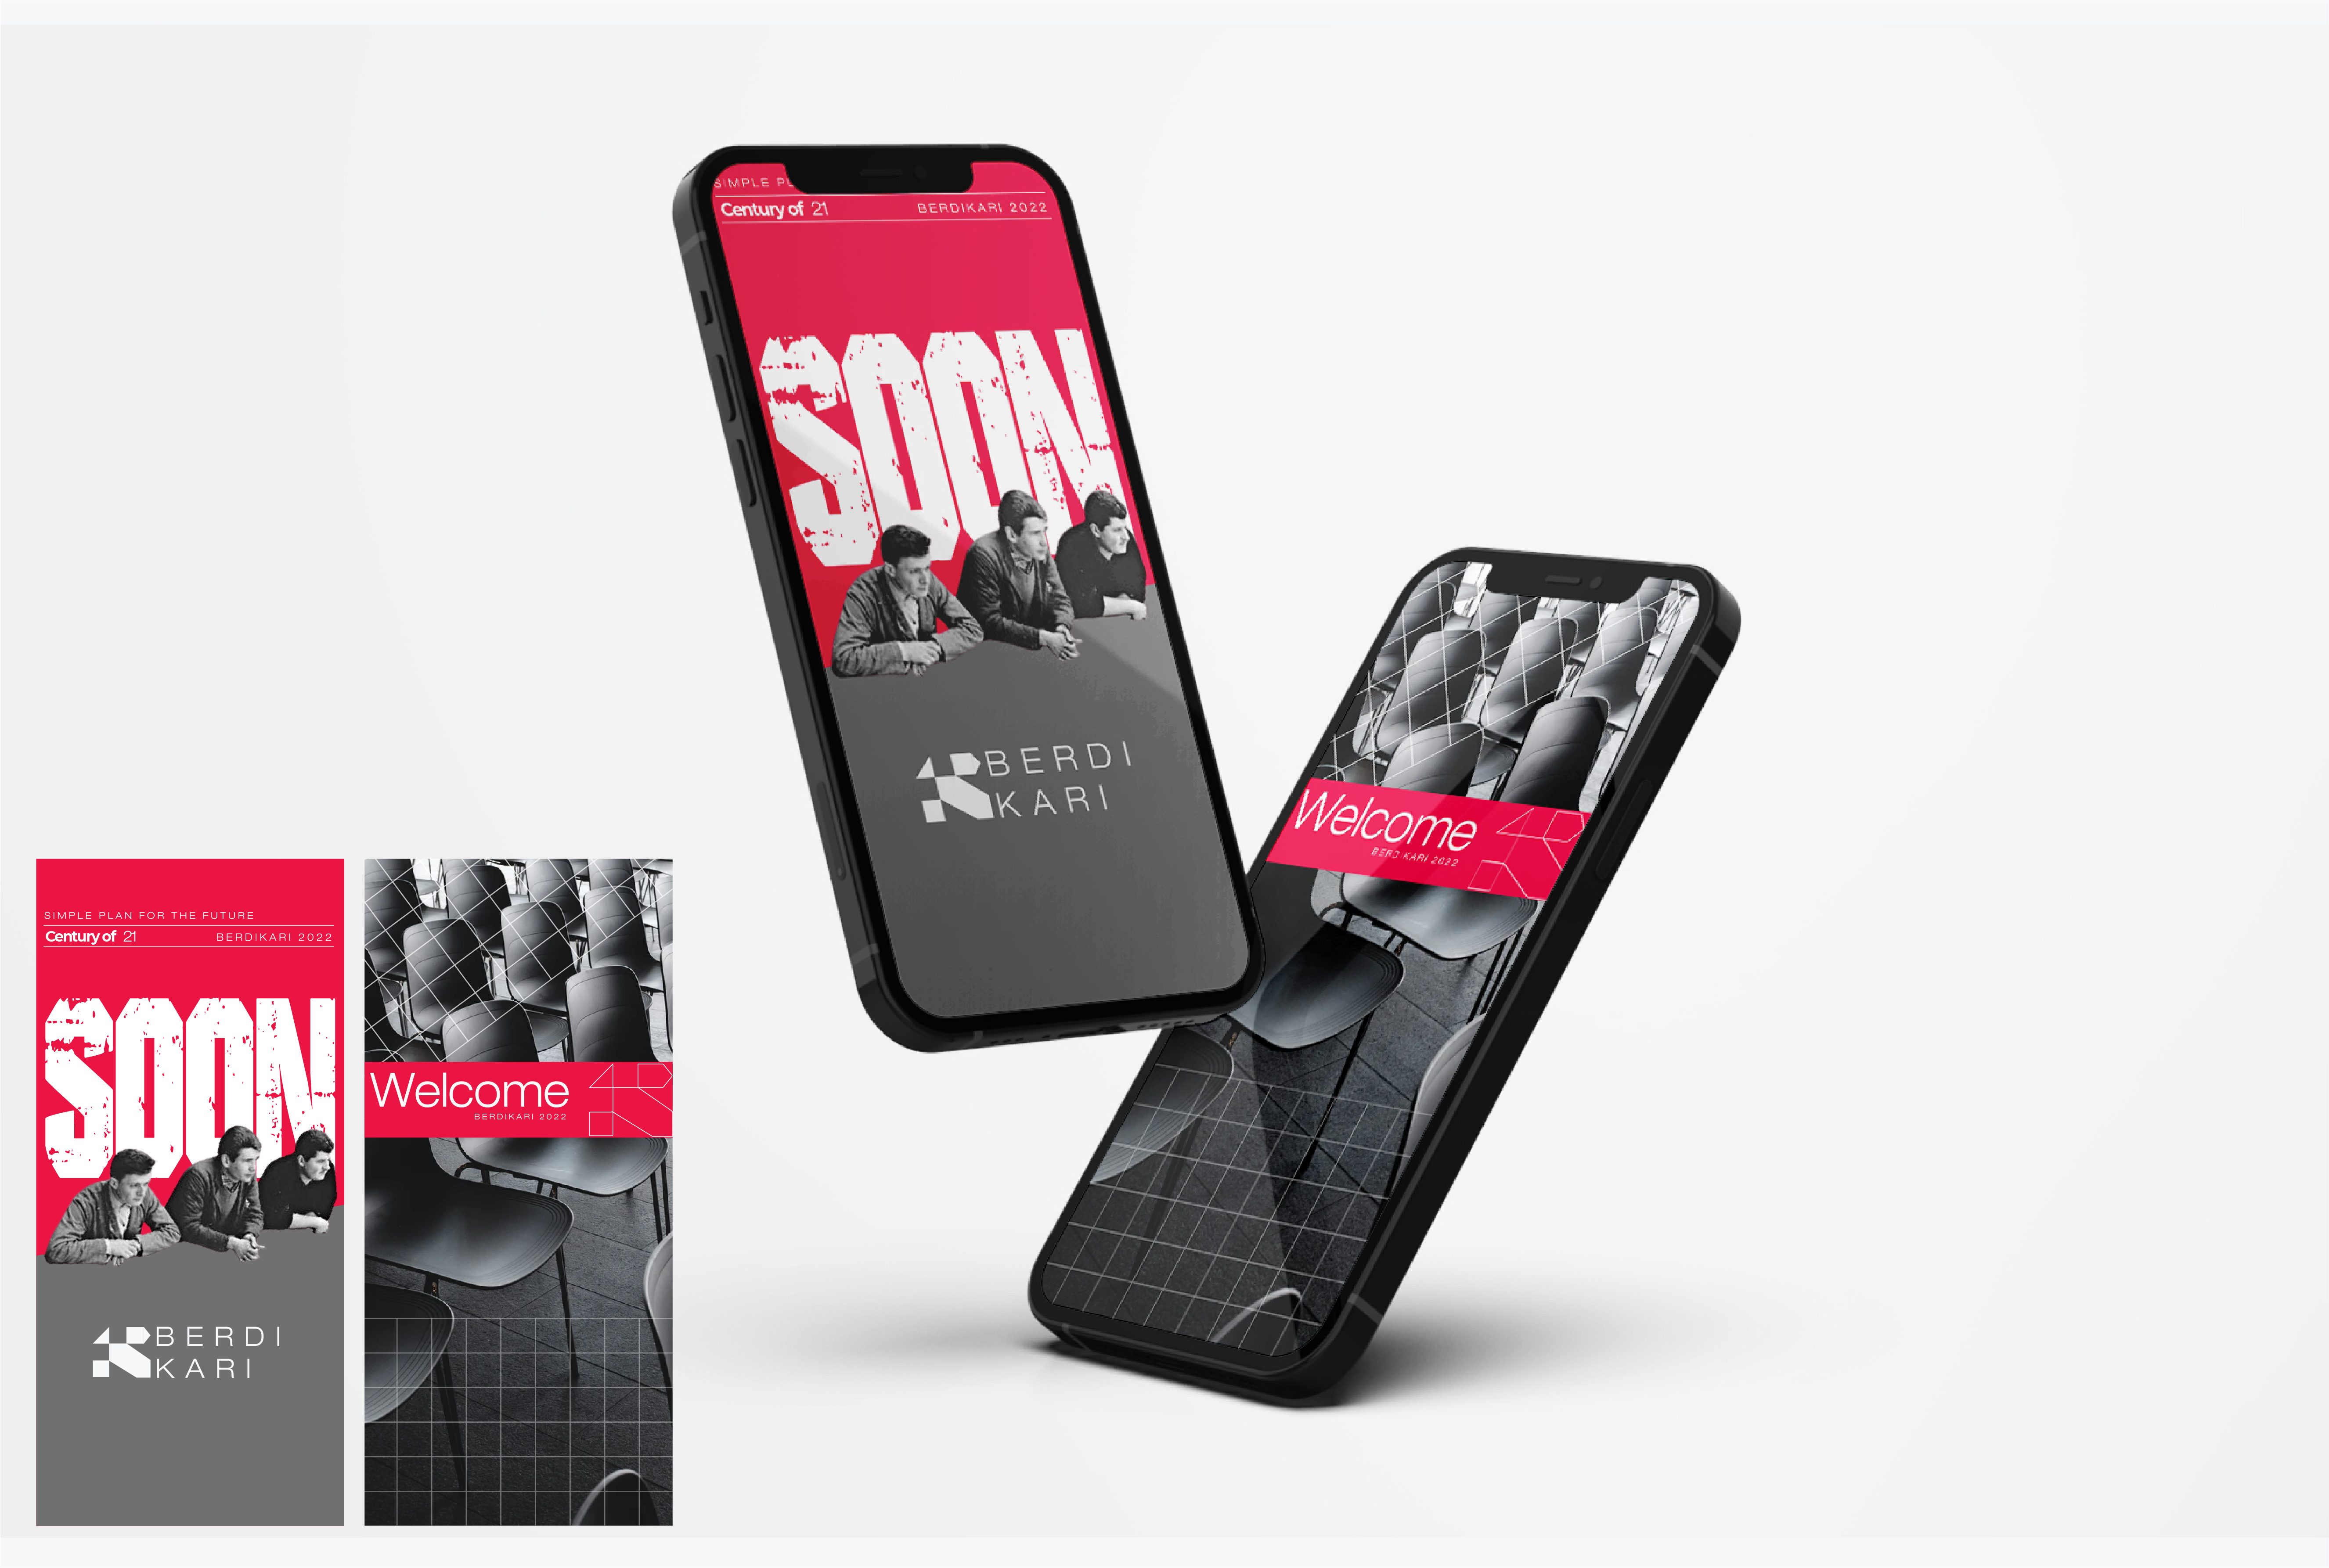 SIMPLE PL
Century of 21
BERDIKARI 2022
SOON
BERDI
KARI
Welcome
BERDIKARI 2022
SIMPLE PLAN FOR THE FUTURE
Century of 21
BERDIKARI 2022
SOON
BERDI
KARI
Welcome
BERDIKARI 2022